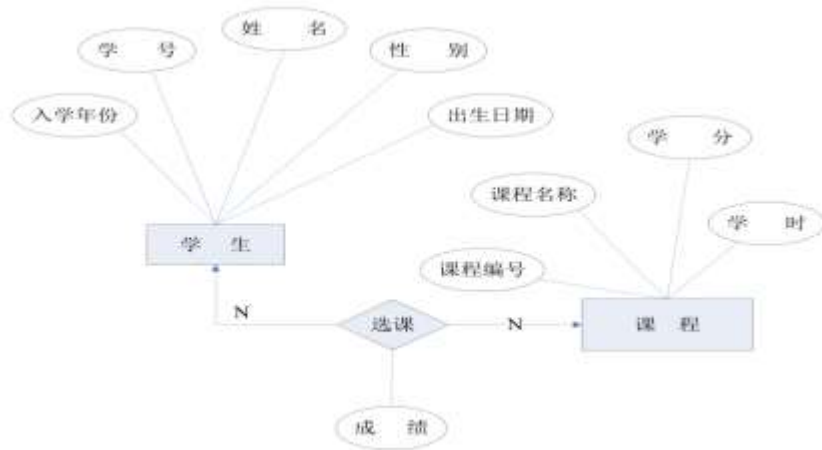 姓 名
学 号
性 别
入学年份
出生日期
学 分
课程名称
学 时
学 生
课程编号
N
选课
N
课 程
成 绩